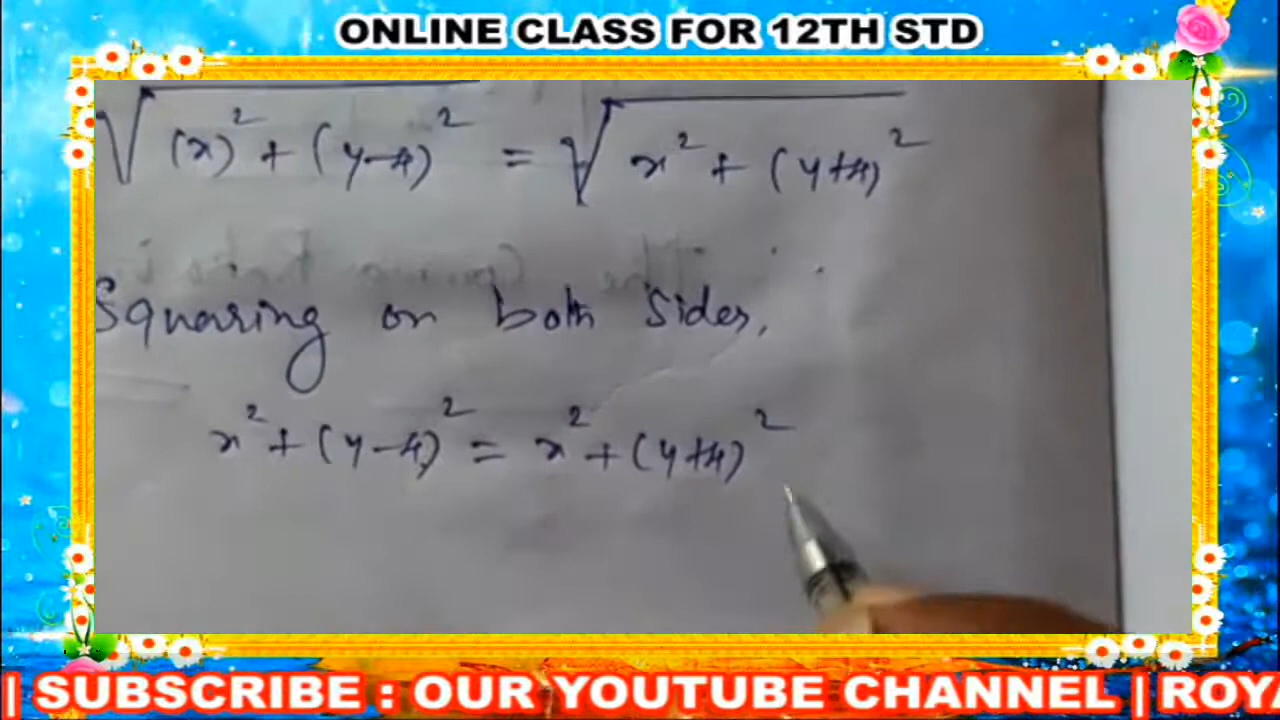 ONLINE CLASS FOR 12TH STD
√(x)² + (y-4)² = √x² + (y+4)²
Squaring on both sides,
x² + (y-4)² = x² + (y+4)²
| SUBSCRIBE : OUR YOUTUBE CHANNEL | ROYA